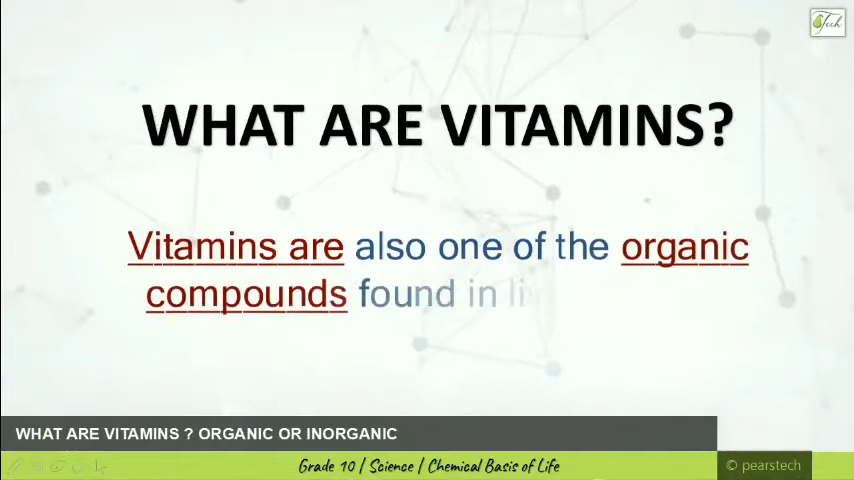 Tech
WHAT ARE VITAMINS?
Vitamins are also one of the organic
compounds found in
WHAT ARE VITAMINS ? ORGANIC OR INORGANIC
Grade 10 / Science / Chemical Basis of Life
© pearstech